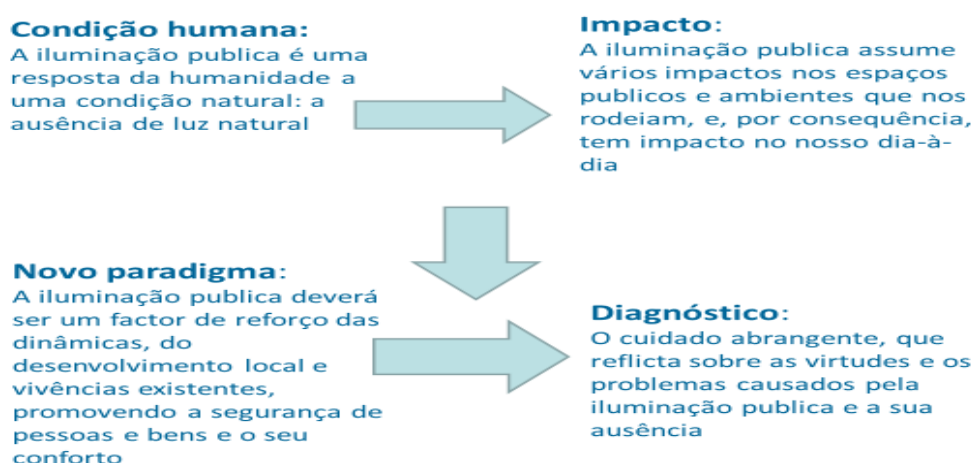 Condição humana:
A iluminação publica é uma
resposta da humanidade a
uma condição natural: a
ausência de luz natural
Impacto:
A iluminação publica assume
vários impactos nos espaços
publicos e ambientes que nos
rodeiam, e, por consequência,
tem impacto no nosso dia-à-
dia
Novo paradigma:
A iluminação publica deverá
ser um factor de reforço das
dinâmicas, do
desenvolvimento local e
vivências existentes,
promovendo a segurança de
pessoas e bens e o seu
conforto
Diagnóstico:
O cuidado abrangente, que
reflicta sobre as virtudes e os
problemas causados pela
iluminação publica e a sua
ausência